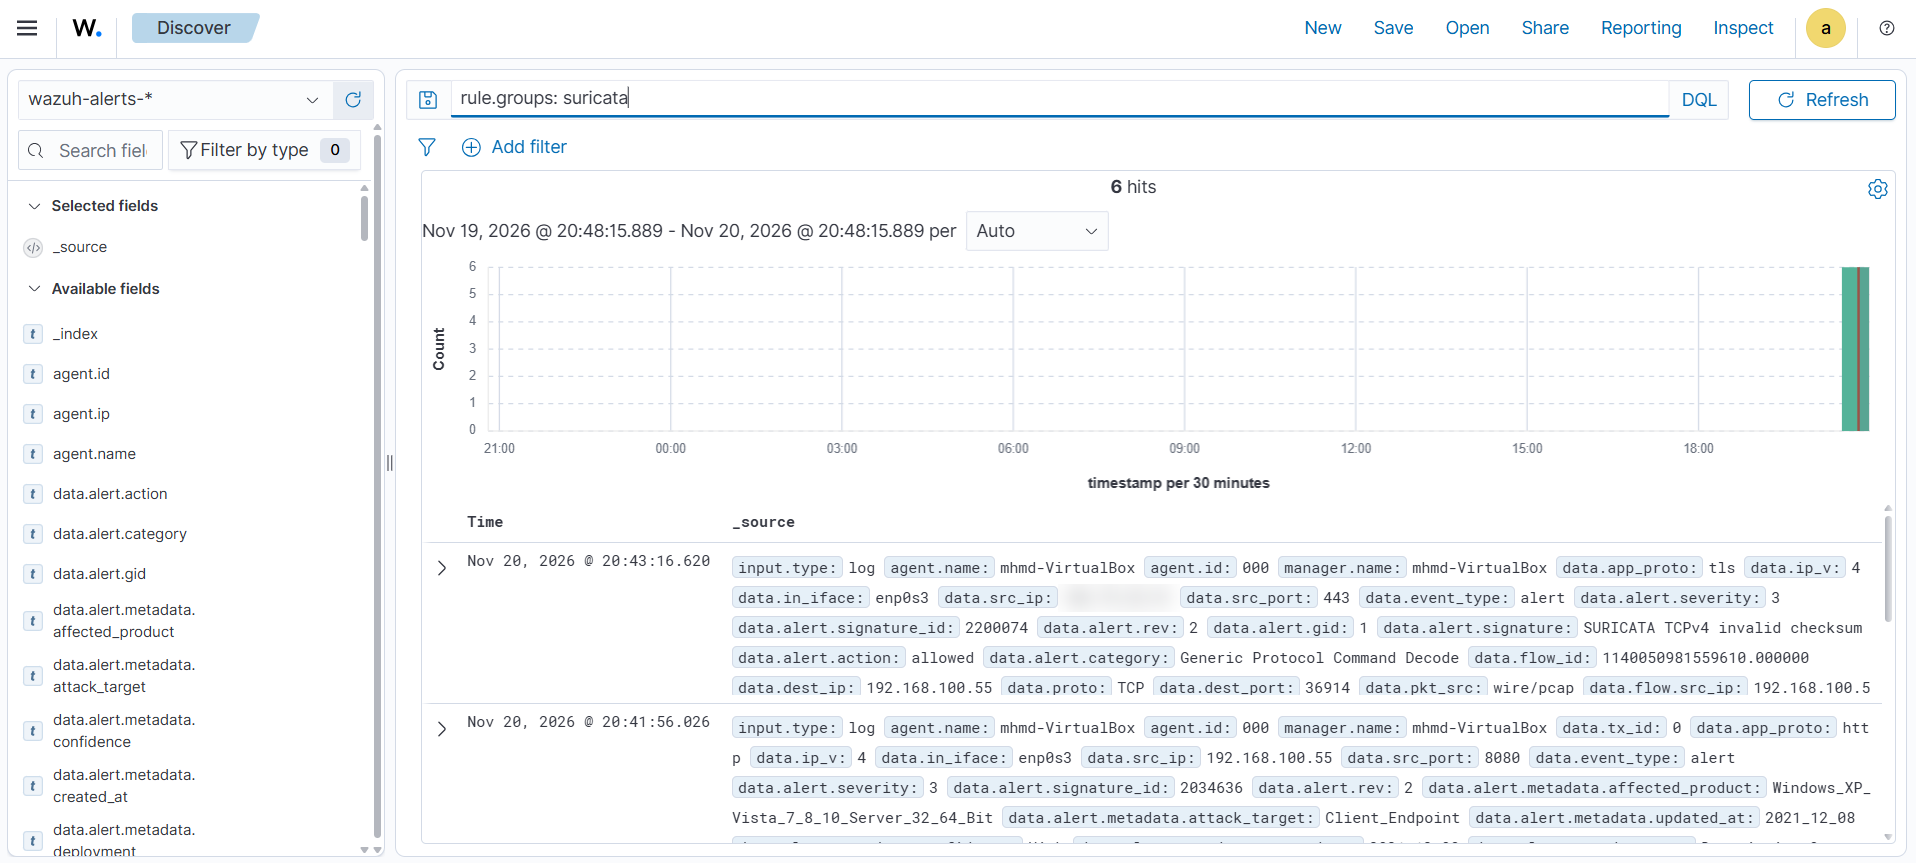 W.
Discover
New
Save
Open
Share
Reporting
Inspect
a
wazuh-alerts-*
Search fiel
Filter by type 0
Selected fields
_source
Available fields
t _index
t agent.id
t agent.ip
t agent.name
t data.alert.action
t data.alert.category
t data.alert.gid
t data.alert.metadata.
affected_product
t data.alert.metadata.
attack_target
t data.alert.metadata.
confidence
t data.alert.metadata.
created_at
t data.alert.metadata.
deployment
rule.groups: suricata
DQL
Refresh
Add filter
6 hits
Nov 19, 2026 @ 20:48:15.889 - Nov 20, 2026 @ 20:48:15.889 per Auto
Count
6
5
4
3
2
1
0
21:00 00:00 03:00 06:00 09:00 12:00 15:00 18:00
timestamp per 30 minutes
Time _source
Nov 20, 2026 @ 20:43:16.620
input.type: log agent.name: mhmd-VirtualBox agent.id: 000 manager.name: mhmd-VirtualBox data.app_proto: tls data.ip_v: 4
data.in_iface: enp0s3 data.src_ip: data.src_port: 443 data.event_type: alert data.alert.severity: 3
data.alert.signature_id: 2200074 data.alert.rev: 2 data.alert.gid: 1 data.alert.signature: SURICATA TCPv4 invalid checksum
data.alert.action: allowed data.alert.category: Generic Protocol Command Decode data.flow_id: 1140050981559610.000000
data.dest_ip: 192.168.100.55 data.proto: TCP data.dest_port: 36914 data.pkt_src: wire/pcap data.flow.src_ip: 192.168.100.5
Nov 20, 2026 @ 20:41:56.026
input.type: log agent.name: mhmd-VirtualBox agent.id: 000 manager.name: mhmd-VirtualBox data.tx_id: 0 data.app_proto: htt
p data.ip_v: 4 data.in_iface: enp0s3 data.src_ip: 192.168.100.55 data.src_port: 8080 data.event_type: alert
data.alert.severity: 3 data.alert.signature_id: 2034636 data.alert.rev: 2 data.alert.metadata.affected_product: Windows_XP_
Vista_7_8_10_Server_32_64_Bit data.alert.metadata.attack_target: Client_Endpoint data.alert.metadata.updated_at: 2021_12_08